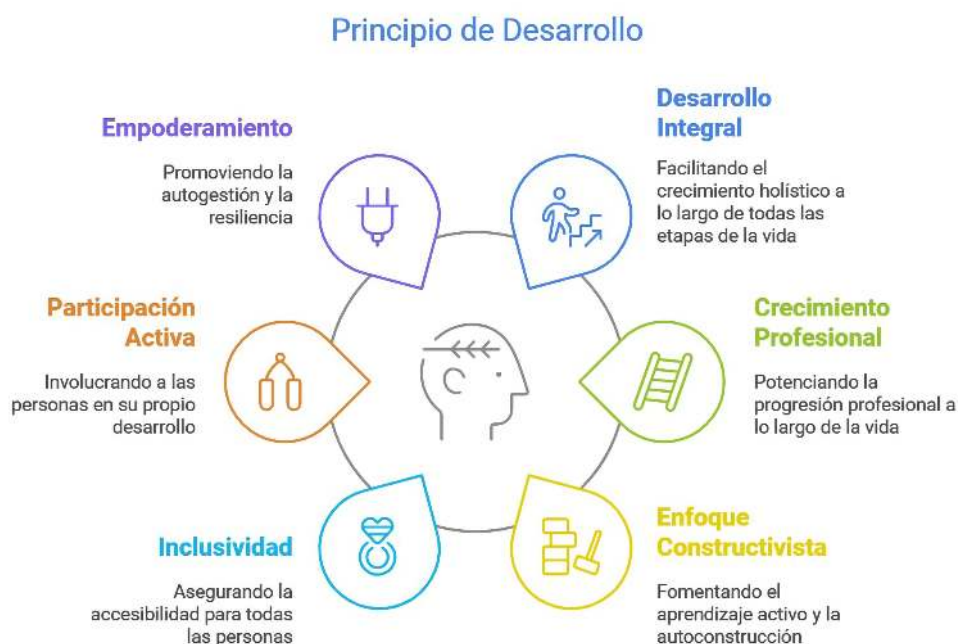 Principio de Desarrollo
Empoderamiento
Promoviendo la
autogestión y la
resiliencia
Desarrollo
Integral
Facilitando el
crecimiento holístico a
lo largo de todas las
etapas de la vida
Participación
Activa
Involucrando a las
personas en su propio
desarrollo
Crecimiento
Profesional
Potenciando la
progresión profesional a
lo largo de la vida
Inclusividad
Asegurando la
accesibilidad para todas
las personas
Enfoque
Constructivista
Fomentando el
aprendizaje activo y la
autoconstrucción